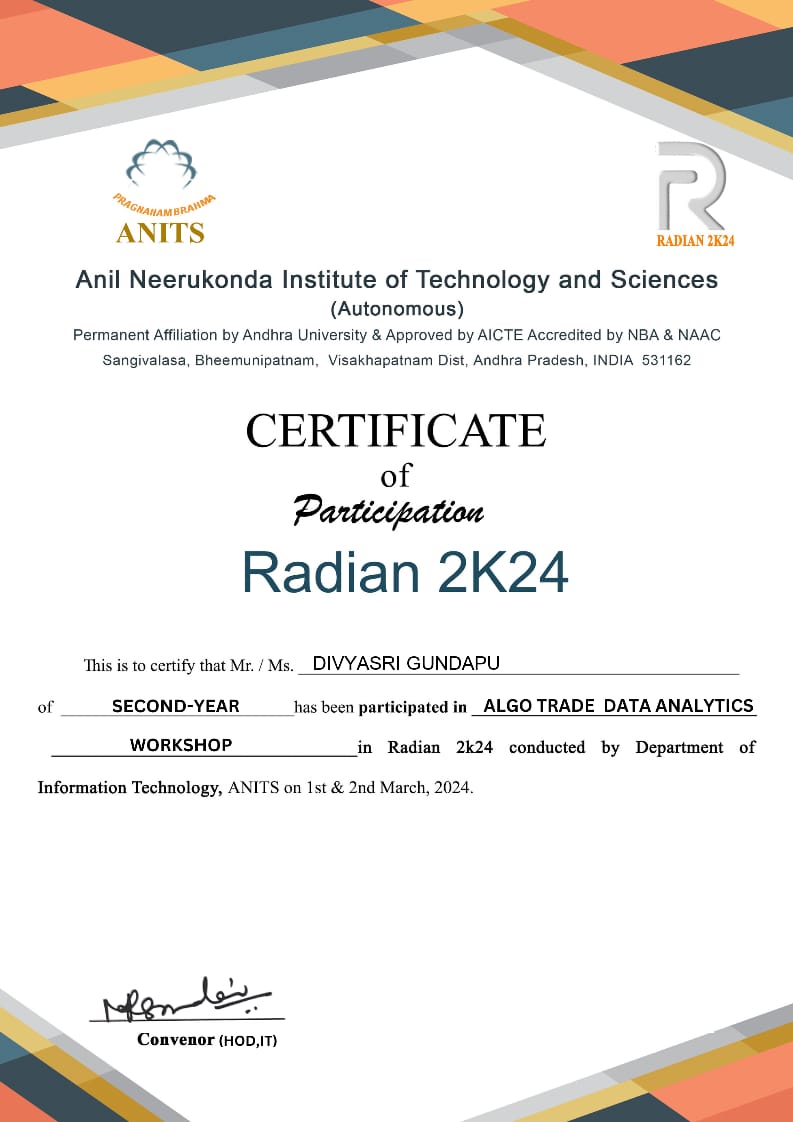 PRAGNANAM BRAHMA
ANITS
RADIAN 2K24
Anil Neerukonda Institute of Technology and Sciences
(Autonomous)
Permanent Affiliation by Andhra University & Approved by AICTE Accredited by NBA & NAAC
Sangivalasa, Bheemunipatnam, Visakhapatnam Dist, Andhra Pradesh, INDIA 531162
CERTIFICATE
of
Participation
Radian 2K24
This is to certify that Mr. / Ms. DIVYASRI GUNDAPU
of SECOND-YEAR has been participated in ALGO TRADE DATA ANALYTICS
WORKSHOP in Radian 2k24 conducted by Department of
Information Technology, ANITS on 1st & 2nd March, 2024.
Convenor (HOD,IT)